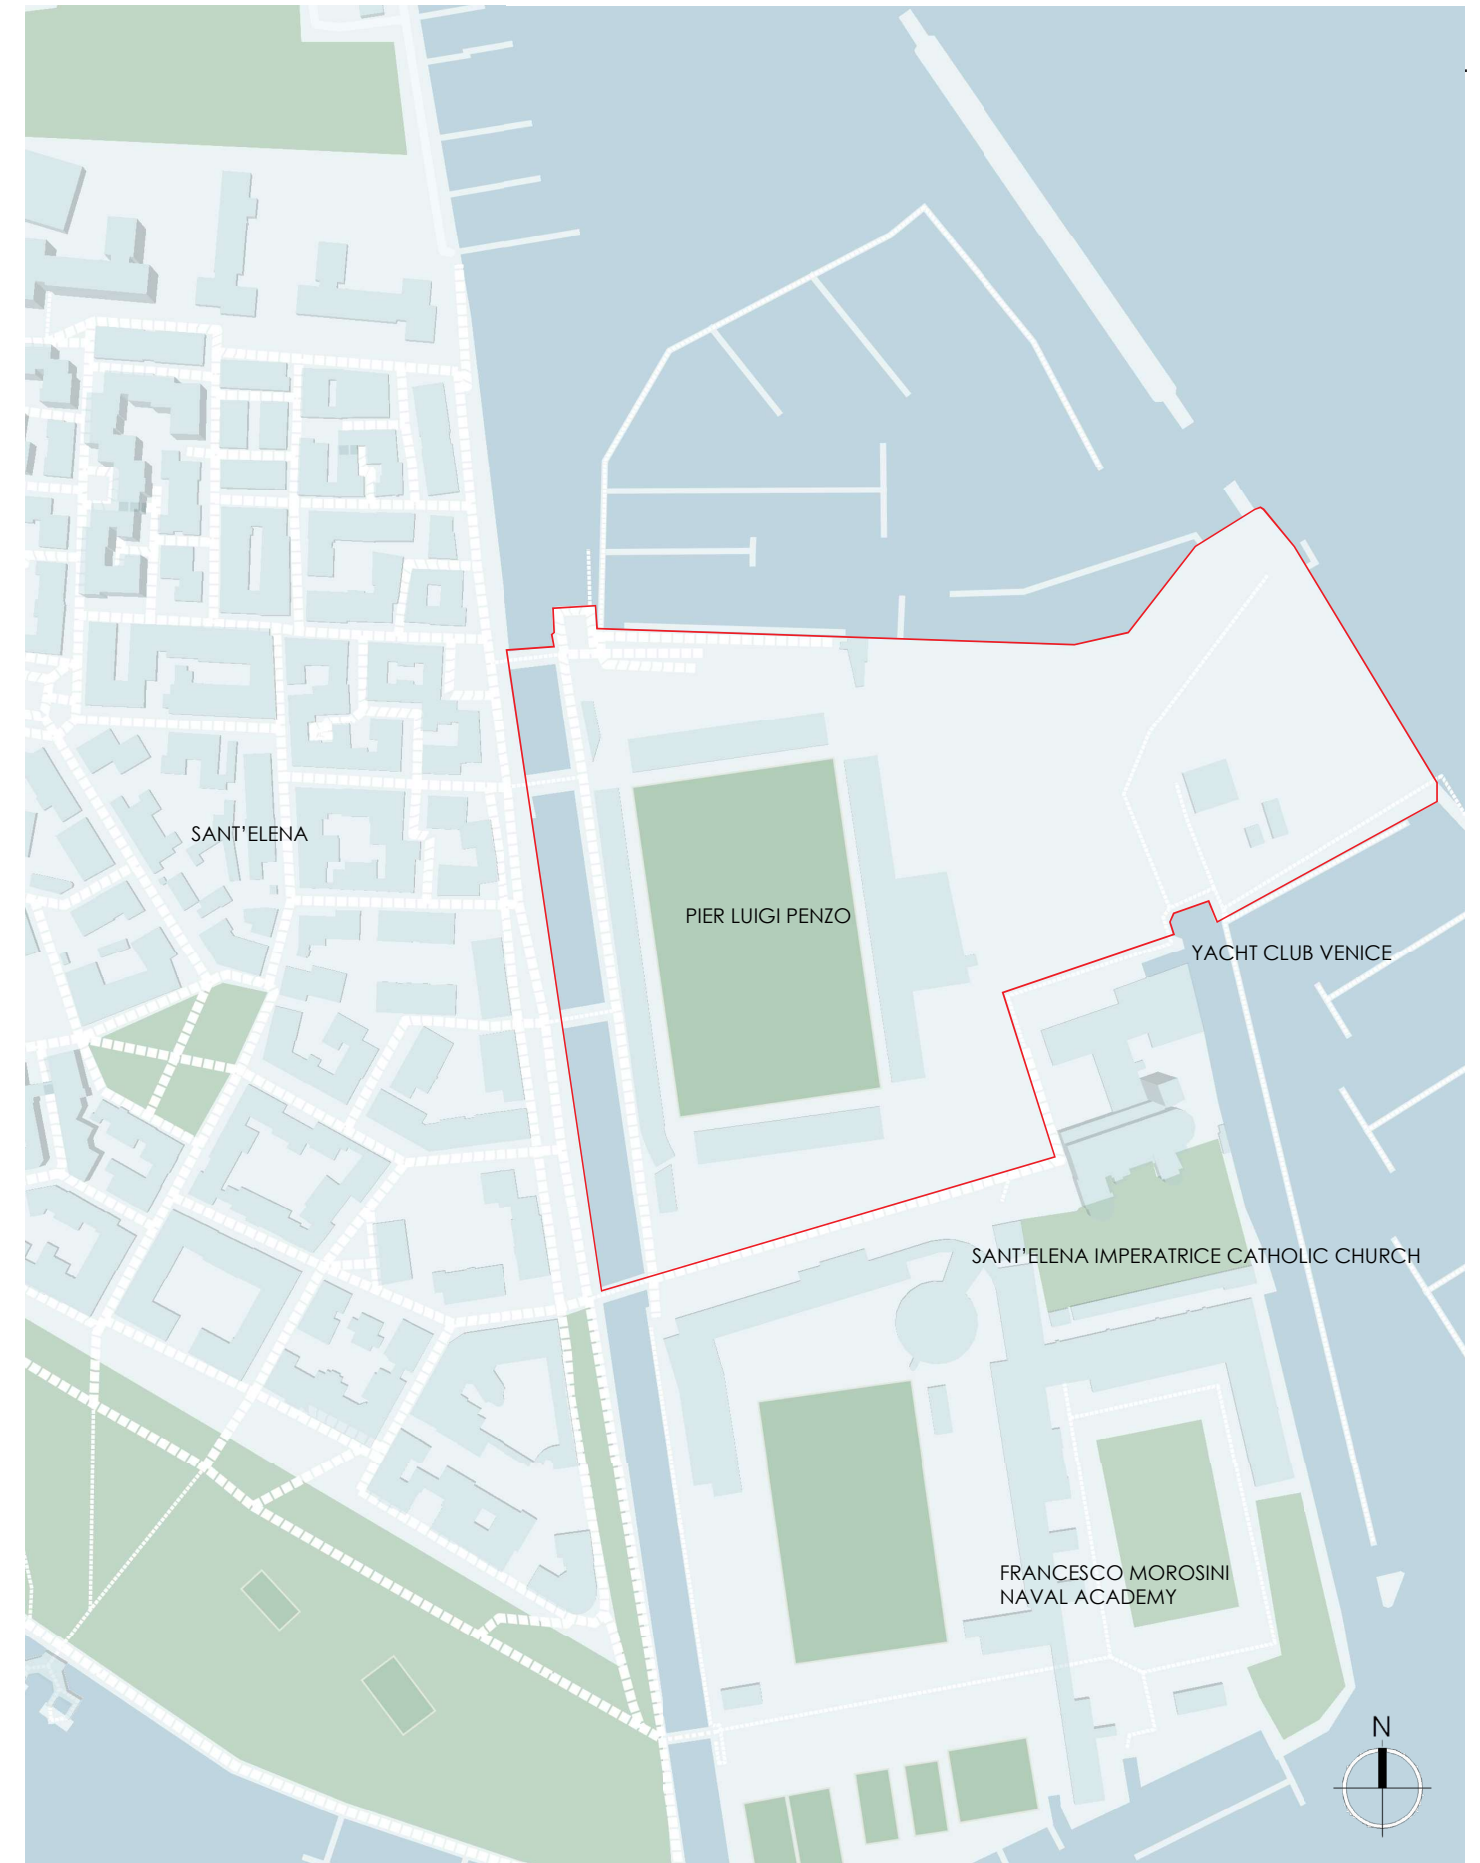 SANT'ELENA
PIER LUIGI PENZO
YACHT CLUB VENICE
SANT'ELENA IMPERATRICE CATHOLIC CHURCH
FRANCESCO MOROSINI
NAVAL ACADEMY
N